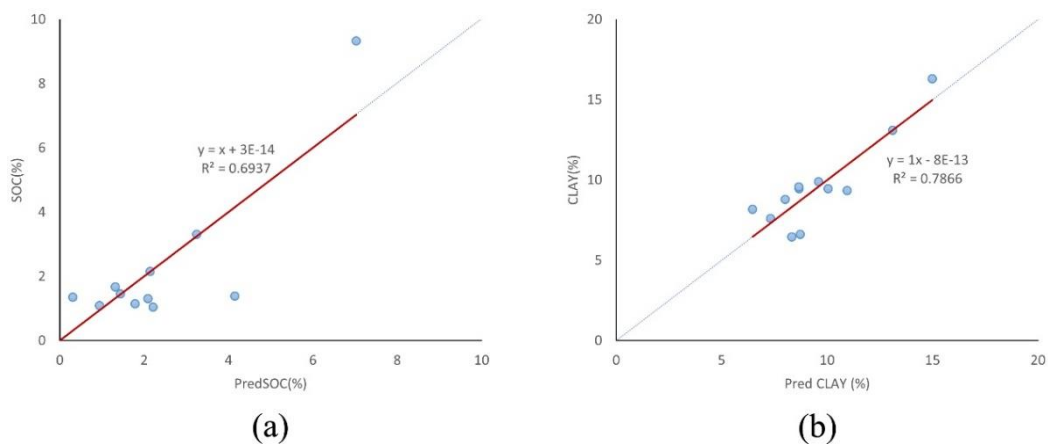 10
8
6
4
2
0
SOC(%)
y = x + 3E-14
R² = 0.6937
0 2 4 6 8 10
PredSOC(%)
(a)
20
15
10
5
0
CLAY(%)
y = 1x - 8E-13
R² = 0.7866
0 5 10 15 20
Pred CLAY (%)
(b)